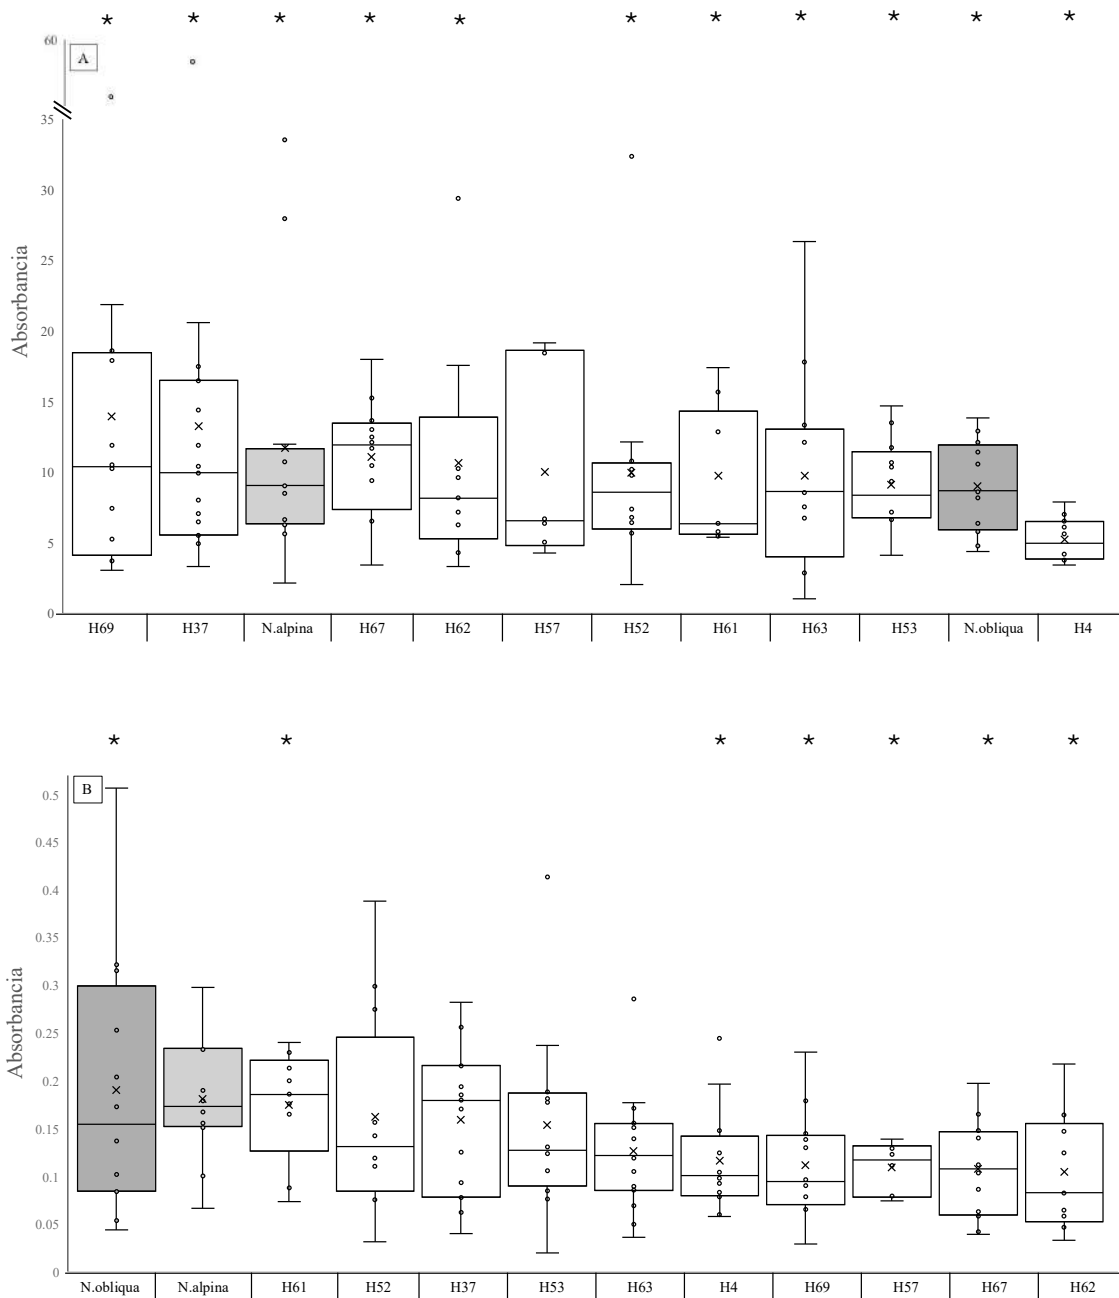 * * * * * * * * * * *
60
A
35
30
25
20
15
10
5
0
Absorbancia
H69 H37 N.alpina H67 H62 H57 H52 H61 H63 H53 N.obliqua H4
* * * * * * *
B
0.5
0.45
0.4
0.35
0.3
0.25
0.2
0.15
0.1
0.05
0
Absorbancia
N.obliqua N.alpina H61 H52 H37 H53 H63 H4 H69 H57 H67 H62